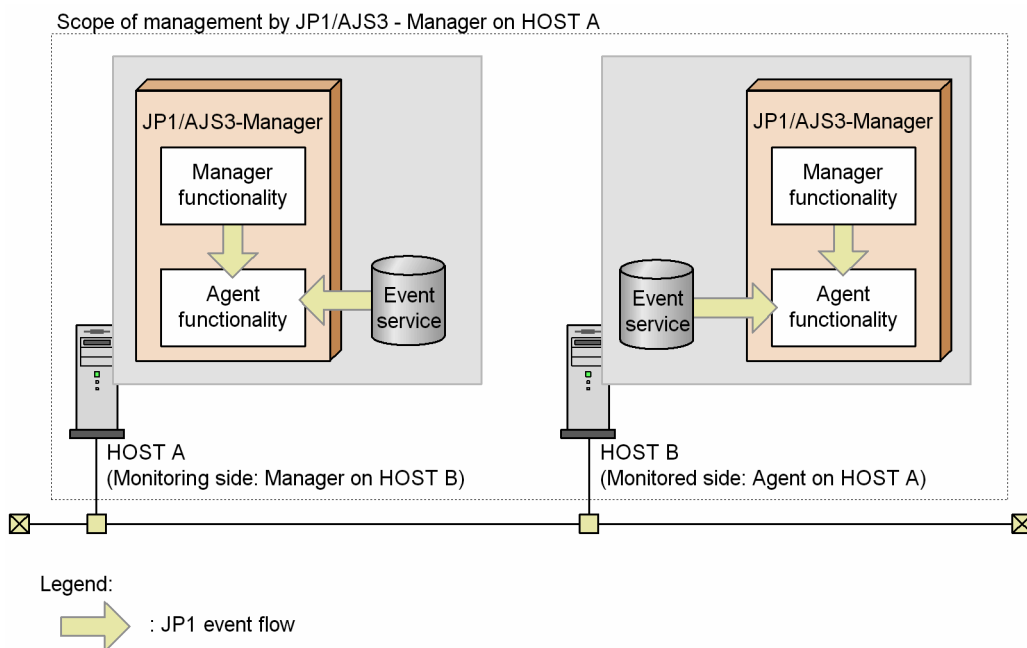 Scope of management by JP1/AJS3 - Manager on HOST A
JP1/AJS3-Manager
Manager
functionality
Agent
functionality
Event
service
HOST A
(Monitoring side: Manager on HOST B)
JP1/AJS3-Manager
Manager
functionality
Event
service
Agent
functionality
HOST B
(Monitored side: Agent on HOST A)
Legend:
: JP1 event flow